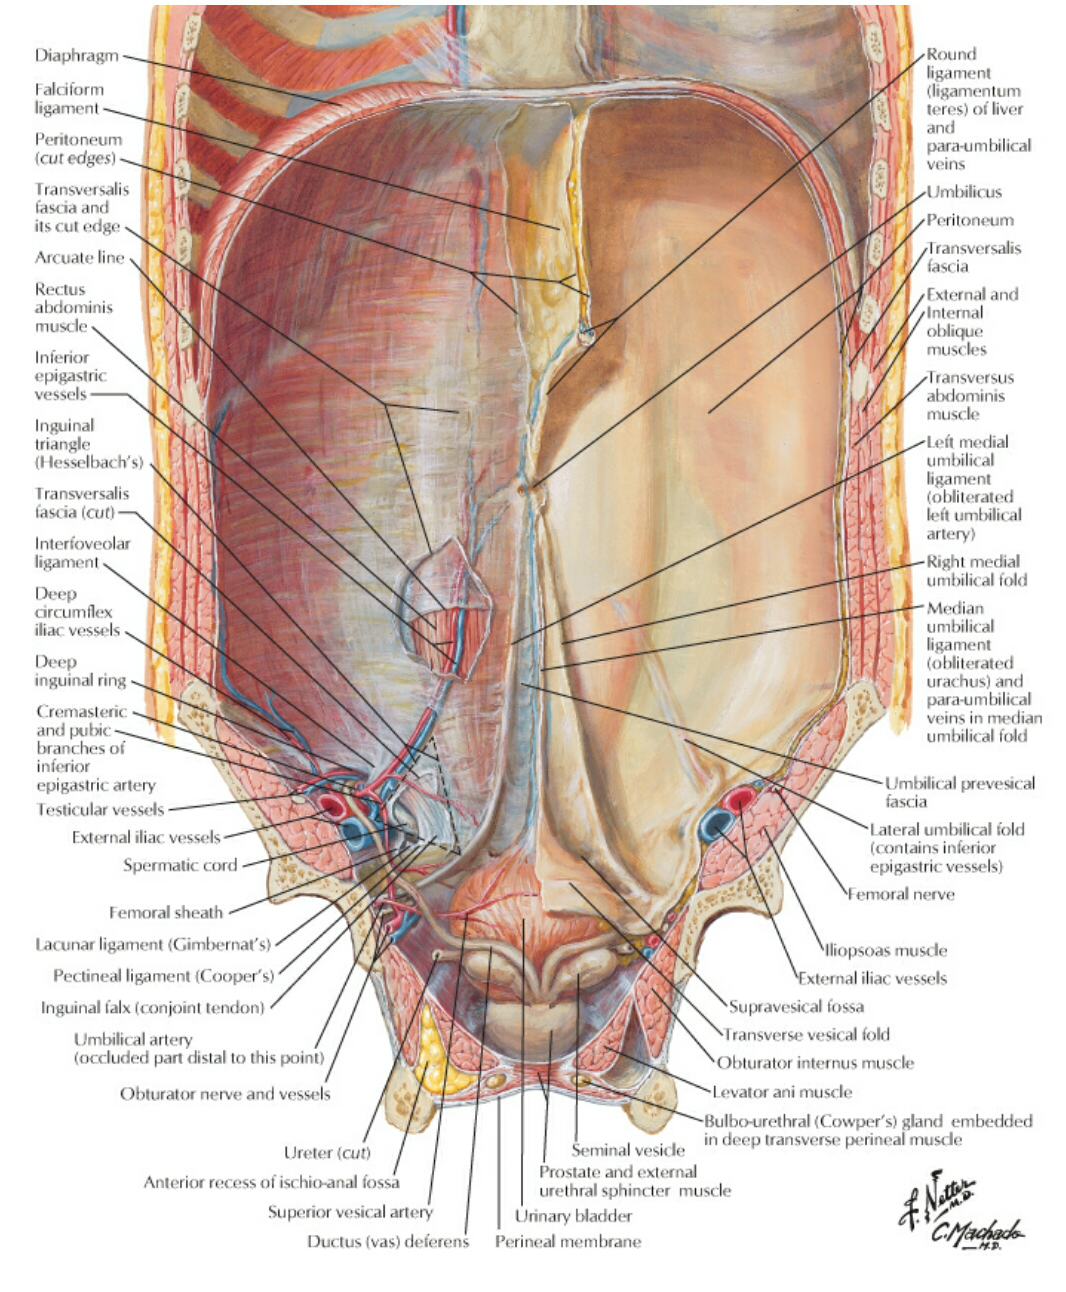 Diaphragm
Falciform
ligament
Peritoneum
(cut edges)
Transversalis
fascia and
its cut edge
Arcuate line
Rectus
abdominis
muscle
Inferior
epigastric
vessels
Inguinal
triangle
(Hesselbach's)
Transversalis
fascia (cut)
Interfoveolar
ligament
Deep
circumflex
iliac vessels
Deep
inguinal ring
Cremasteric
and pubic
branches of
inferior
epigastric artery
Testicular vessels
External iliac vessels
Spermatic cord
Femoral sheath
Lacunar ligament (Gimbernat's)
Pectineal ligament (Cooper's)
Inguinal falx (conjoint tendon)
Umbilical artery
(occluded part distal to this point)
Obturator nerve and vessels
Ureter (cut)
Anterior recess of ischio-anal fossa
Superior vesical artery
Ductus (vas) deferens
Round
ligament
(ligamentum
teres) of liver
and
para-umbilical
veins
Umbilicus
Peritoneum
Transversalis
fascia
External and
Internal
oblique
muscles
Transversus
abdominis
muscle
Left medial
umbilical
ligament
(obliterated
left umbilical
artery)
Right medial
umbilical fold
Median
umbilical
ligament
(obliterated
urachus) and
para-umbilical
veins in median
umbilical fold
Umbilical prevesical
fascia
Lateral umbilical fold
(contains inferior
epigastric vessels)
Femoral nerve
Iliopsoas muscle
External iliac vessels
Supravesical fossa
Transverse vesical fold
Obturator internus muscle
Levator ani muscle
Bulbo-urethral (Cowper's) gland embedded
in deep transverse perineal muscle
Seminal vesicle
Prostate and external
urethral sphincter muscle
Urinary bladder
Perineal membrane
F. Netter
M.D.
C. Machado
M.D.